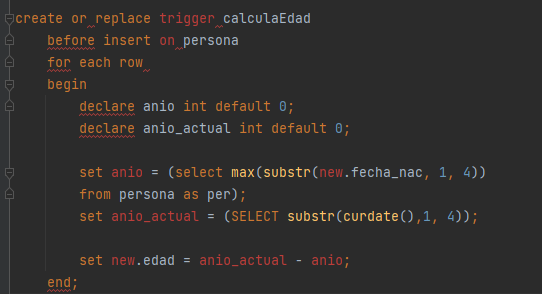 create or replace trigger calculaEdad
before insert on persona
for each row
begin
declare anio int default 0;
declare anio_actual int default 0;
set anio = (select max(substr(new.fecha_nac, 1, 4))
from persona as per);
set anio_actual = (SELECT substr(curdate(),1, 4));
set new.edad = anio_actual - anio;
end;